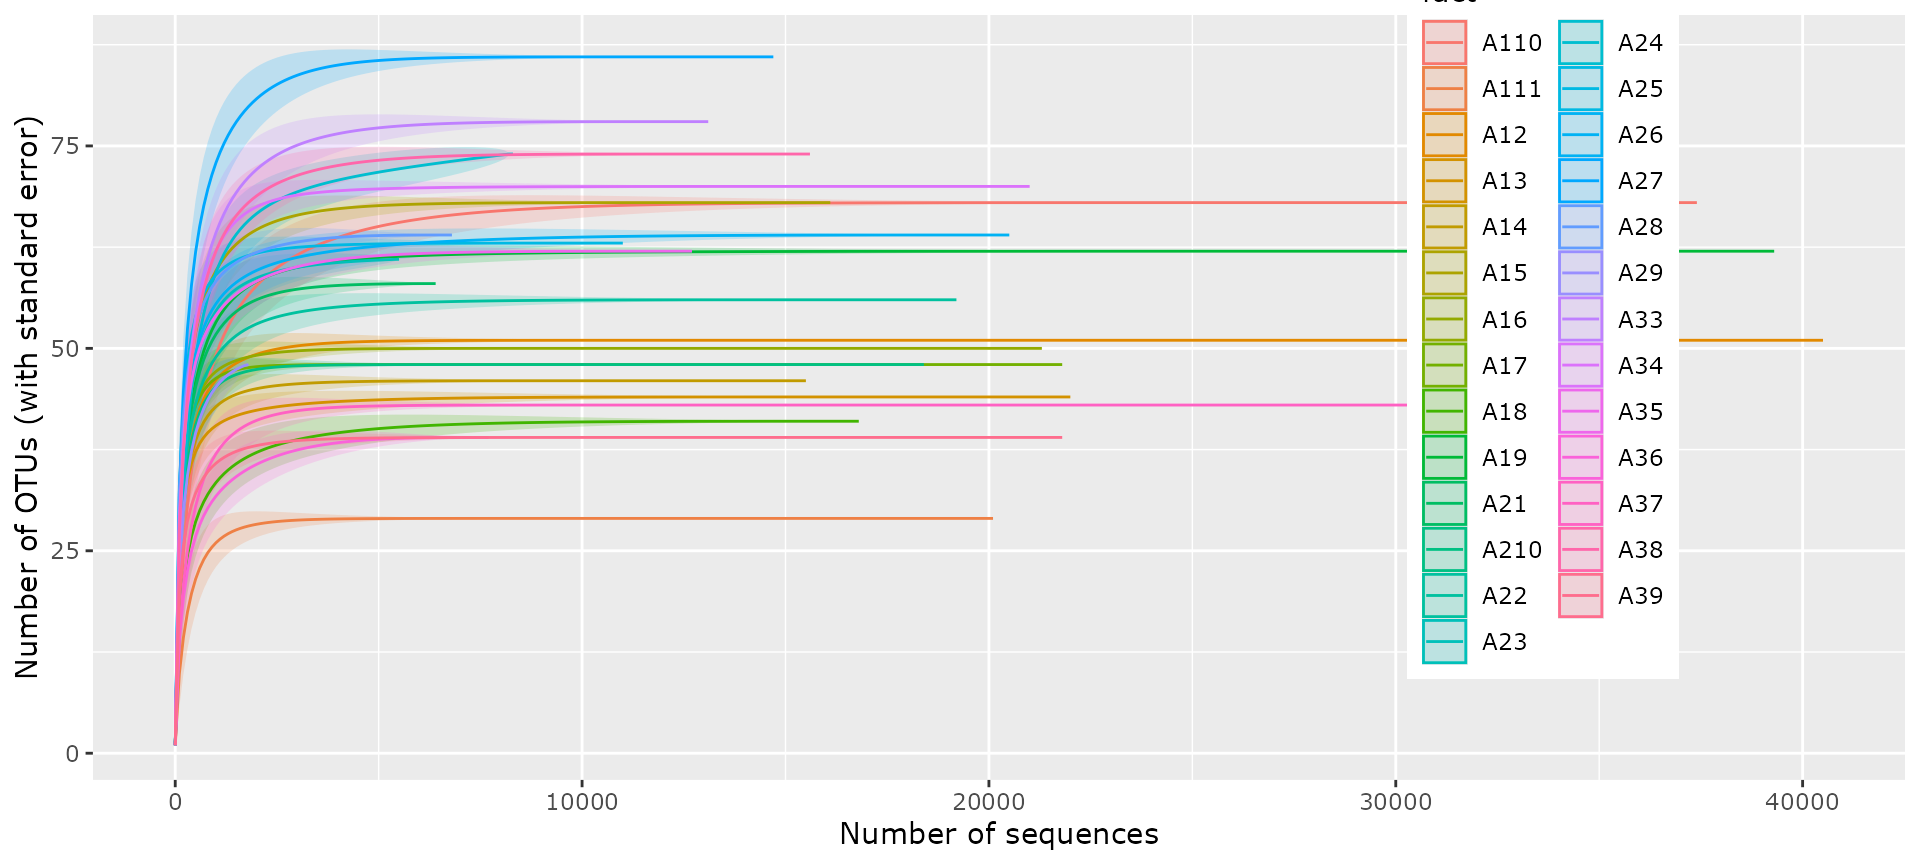 A110 A24
A111 A25
A12 A26
A13 A27
A14 A28
A15 A29
A16 A33
A17 A34
A18 A35
A19 A36
A21 A37
A210 A38
A22 A39
A23
Number of OTUs (with standard error)
75
50
25
0
0 10000 20000 30000 40000
Number of sequences